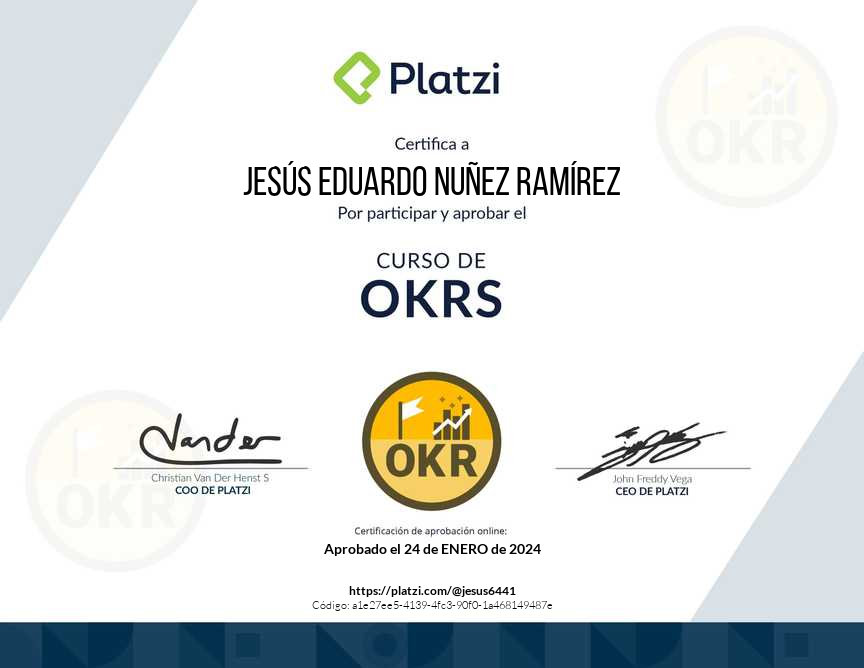 Platzi
OKR
Certifica a
JESÚS EDUARDO NUÑEZ RAMÍREZ
Por participar y aprobar el
CURSO DE
OKRS
Vander
OKR
OKR
Christian Van Der Henst S
COO DE PLATZI
John Freddy Vega
CEO DE PLATZI
Certificación de aprobación online:
Aprobado el 24 de ENERO de 2024
https://platzi.com/@jesus6441
Código: a1e27ee5-4139-4fc3-90f0-1a468149487e